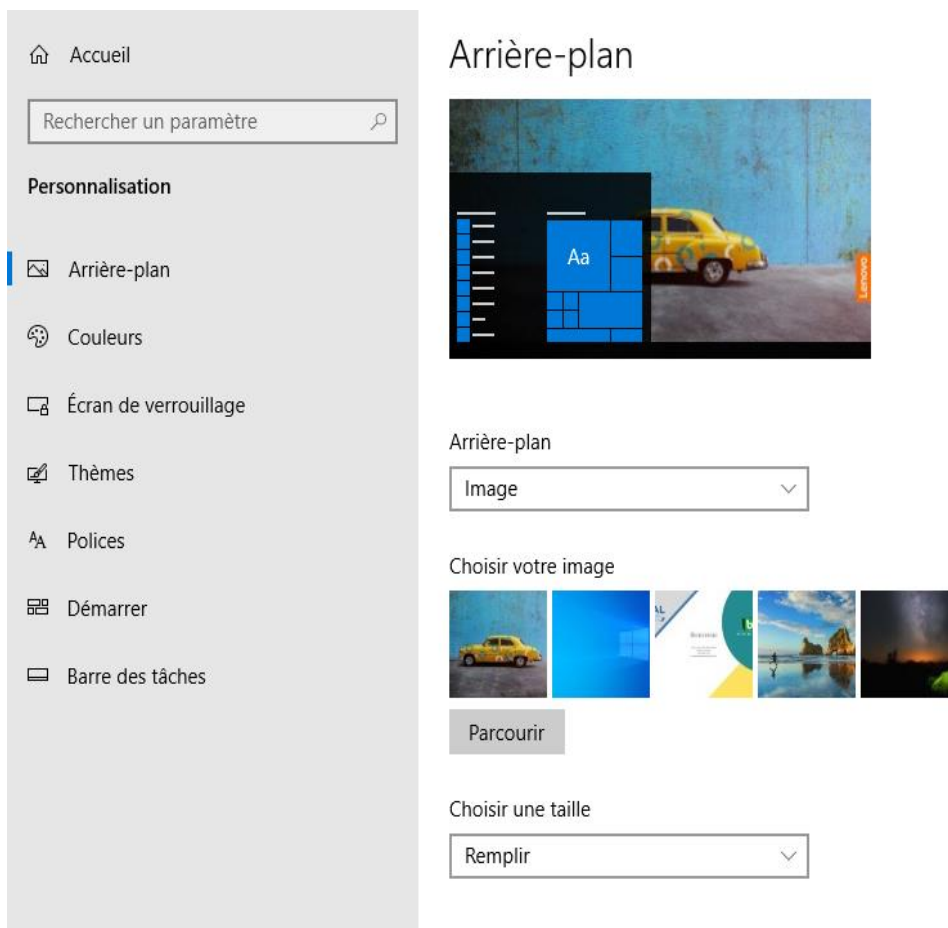 Accueil
Rechercher un paramètre
Personnalisation
Arrière-plan
Couleurs
Écran de verrouillage
Thèmes
Polices
Démarrer
Barre des tâches
Arrière-plan
Aa
Lenovo
Arrière-plan
Image
Choisir votre image
AL
Parcourir
Choisir une taille
Remplir